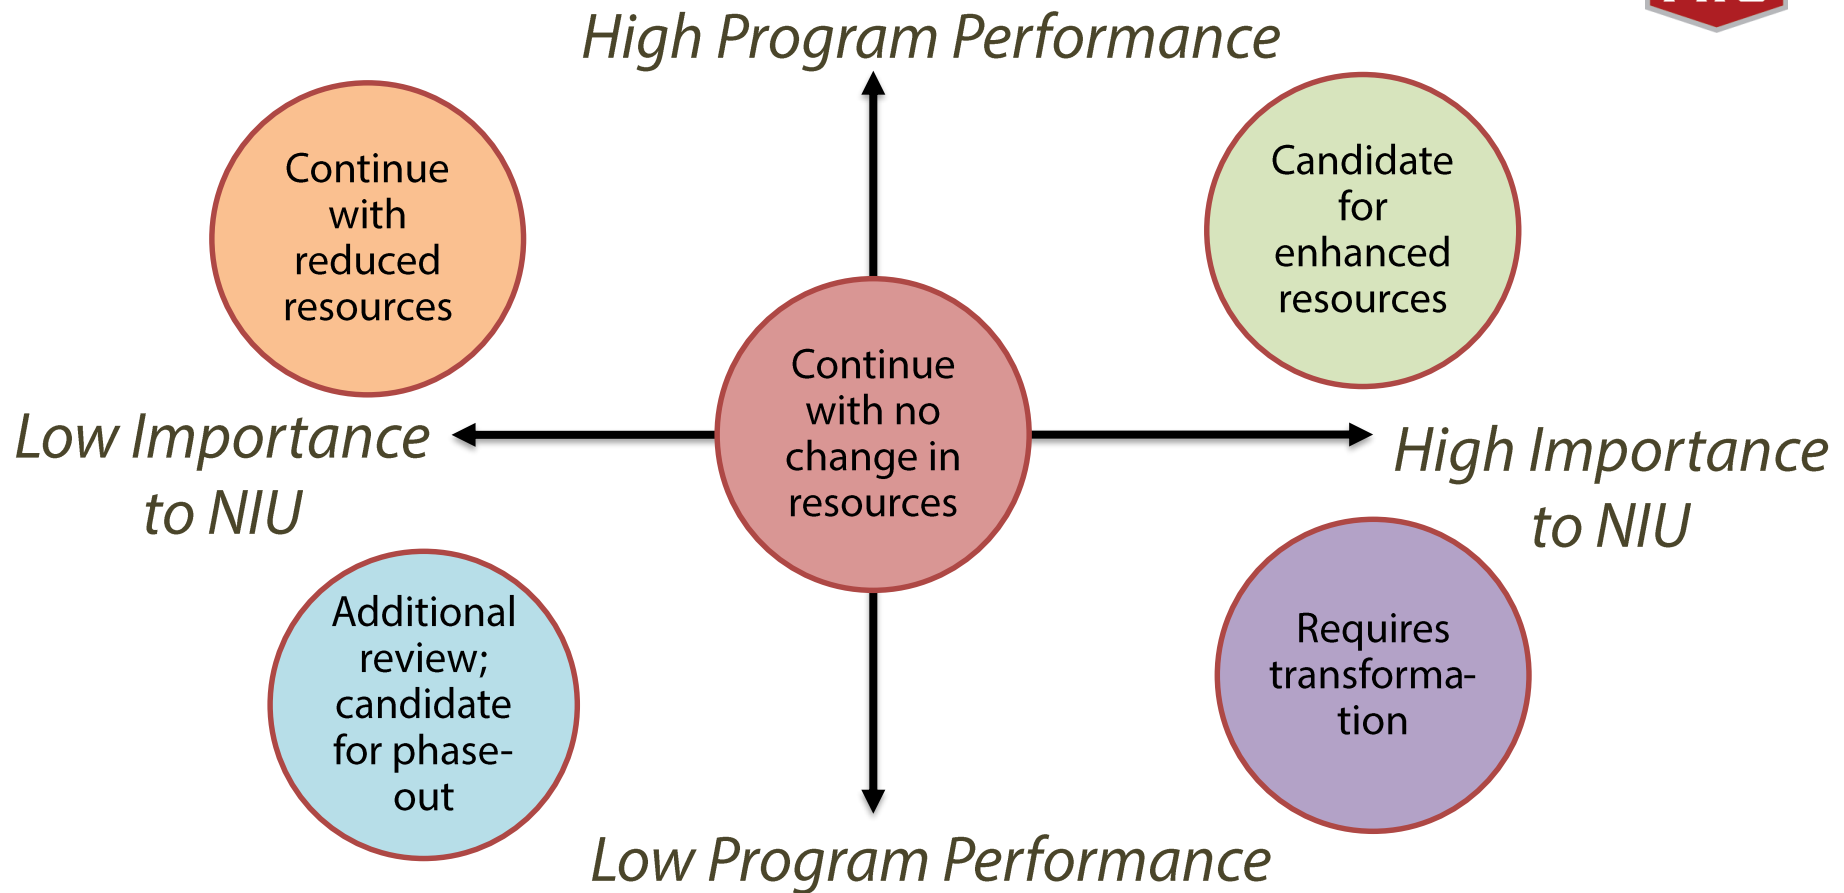 High Program Performance
Continue
with
reduced
resources
Candidate
for
enhanced
resources
Continue
with no
change in
resources
Low Importance
to NIU
High Importance
to NIU
Additional
review;
candidate
for phase-
out
Requires
transforma-
tion
Low Program Performance